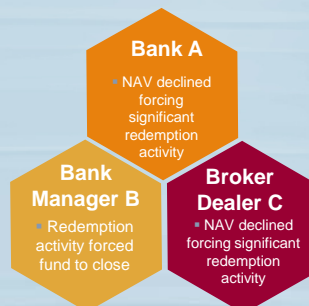 Bank A
▪ NAV declined
forcing
significant
redemption
activity
Bank
Manager B
▪ Redemption
activity forced
fund to close
Broker
Dealer C
▪ NAV declined
forcing significant
redemption
activity